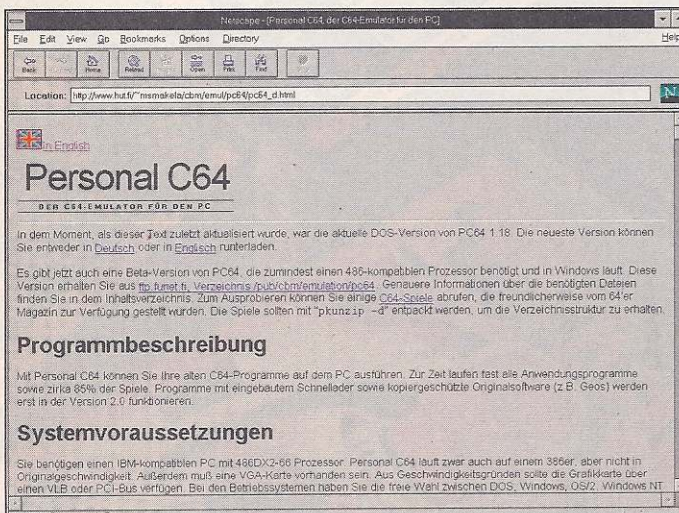 Netscape - [Personal C64, der C64-Emulator für den PC]
File Edit View Go Bookmarks Options Directory Help
Back Home Reload Open Print Find
Location: http://www.hut.fi/~msmakela/cbm/emul/pc64/pc64_d.html
N
In English
Personal C64
DER C64-EMULATOR FÜR DEN PC
In dem Moment, als dieser Text zuletzt aktualisiert wurde, war die aktuelle DOS-Version von PC64 1.18. Die neueste Version können
Sie entweder in Deutsch oder in Englisch runterladen.
Es gibt jetzt auch eine Beta-Version von PC64, die zumindest einen 486-kompatiblen Prozessor benötigt und in Windows läuft. Diese
Version erhalten Sie aus ftp.funet.fi, Verzeichnis /pub/cbm/emulation/pc64. Genauere Informationen über die benötigten Dateien
finden Sie in dem Inhaltsverzeichnis. Zum Ausprobieren können Sie einige C64-Spiele abrufen, die freundlicherweise vom 64'er
Magazin zur Verfügung gestellt wurden. Die Spiele sollten mit "pkunzip -d" entpackt werden, um die Verzeichnisstruktur zu erhalten.
Programmbeschreibung
Mit Personal C64 können Sie Ihre alten C64-Programme auf dem PC ausführen. Zur Zeit laufen fast alle Anwendungsprogramme
sowie zirka 85% der Spiele. Programme mit eingebautem Schnellader sowie kopiergeschützte Originalsoftware (z.B. Geos) werden
erst in der Version 2.0 funktionieren.
Systemvoraussetzungen
Sie benötigen einen IBM-kompatiblen PC mit 486DX2-66 Prozessor. Personal C64 läuft zwar auch auf einem 386er, aber nicht in
Originalgeschwindigkeit. Außerdem muß eine VGA-Karte vorhanden sein. Aus Geschwindigkeitsgründen sollte die Grafikkarte über
einen VLB oder PCI-Bus verfügen. Bei den Betriebssystemen haben Sie die freie Wahl zwischen DOS, Windows, OS/2, Windows NT